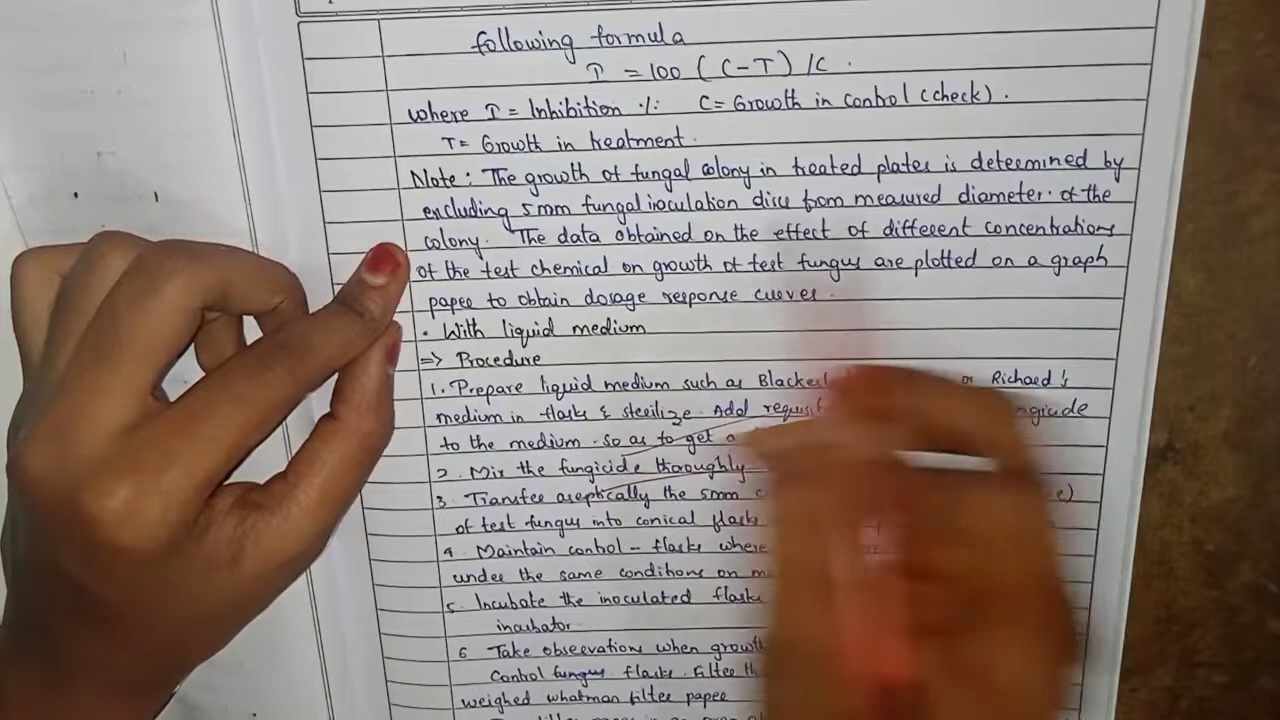 following formula
I = 100 (C-T) /C .
where I = Inhibition %. C = Growth in control (check) .
T = Growth in treatment .
Note : The growth of fungal colony in treated plates is determined by
excluding 5mm fungal inoculation disc from measured diameter of the
colony. The data obtained on the effect of different concentrations
of the test chemical on growth of test fungus are plotted on a graph
paper to obtain dosage response curves .
• With liquid medium
=> Procedure
1. Prepare liquid medium such as or Richard's
medium in flask & sterilize. Add
to the medium so as to get a
2. Mix the fungicide thoroughly
3. Transfer aseptically the 5mm
of test fungus into conical flasks
4. Maintain control - flasks where
under the same conditions on
5. Incubate the inoculated flasks
incubator
6 Take observations when growth
control fungus flasks. Filter
weighed whatman filter paper